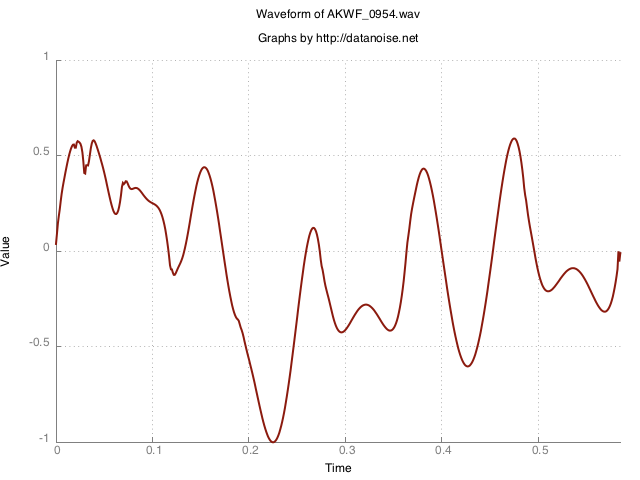 Waveform of AKWF_0954.wav
Graphs by http://datanoise.net
1
0.5
0
-0.5
-1
Value
0 0.1 0.2 0.3 0.4 0.5
Time